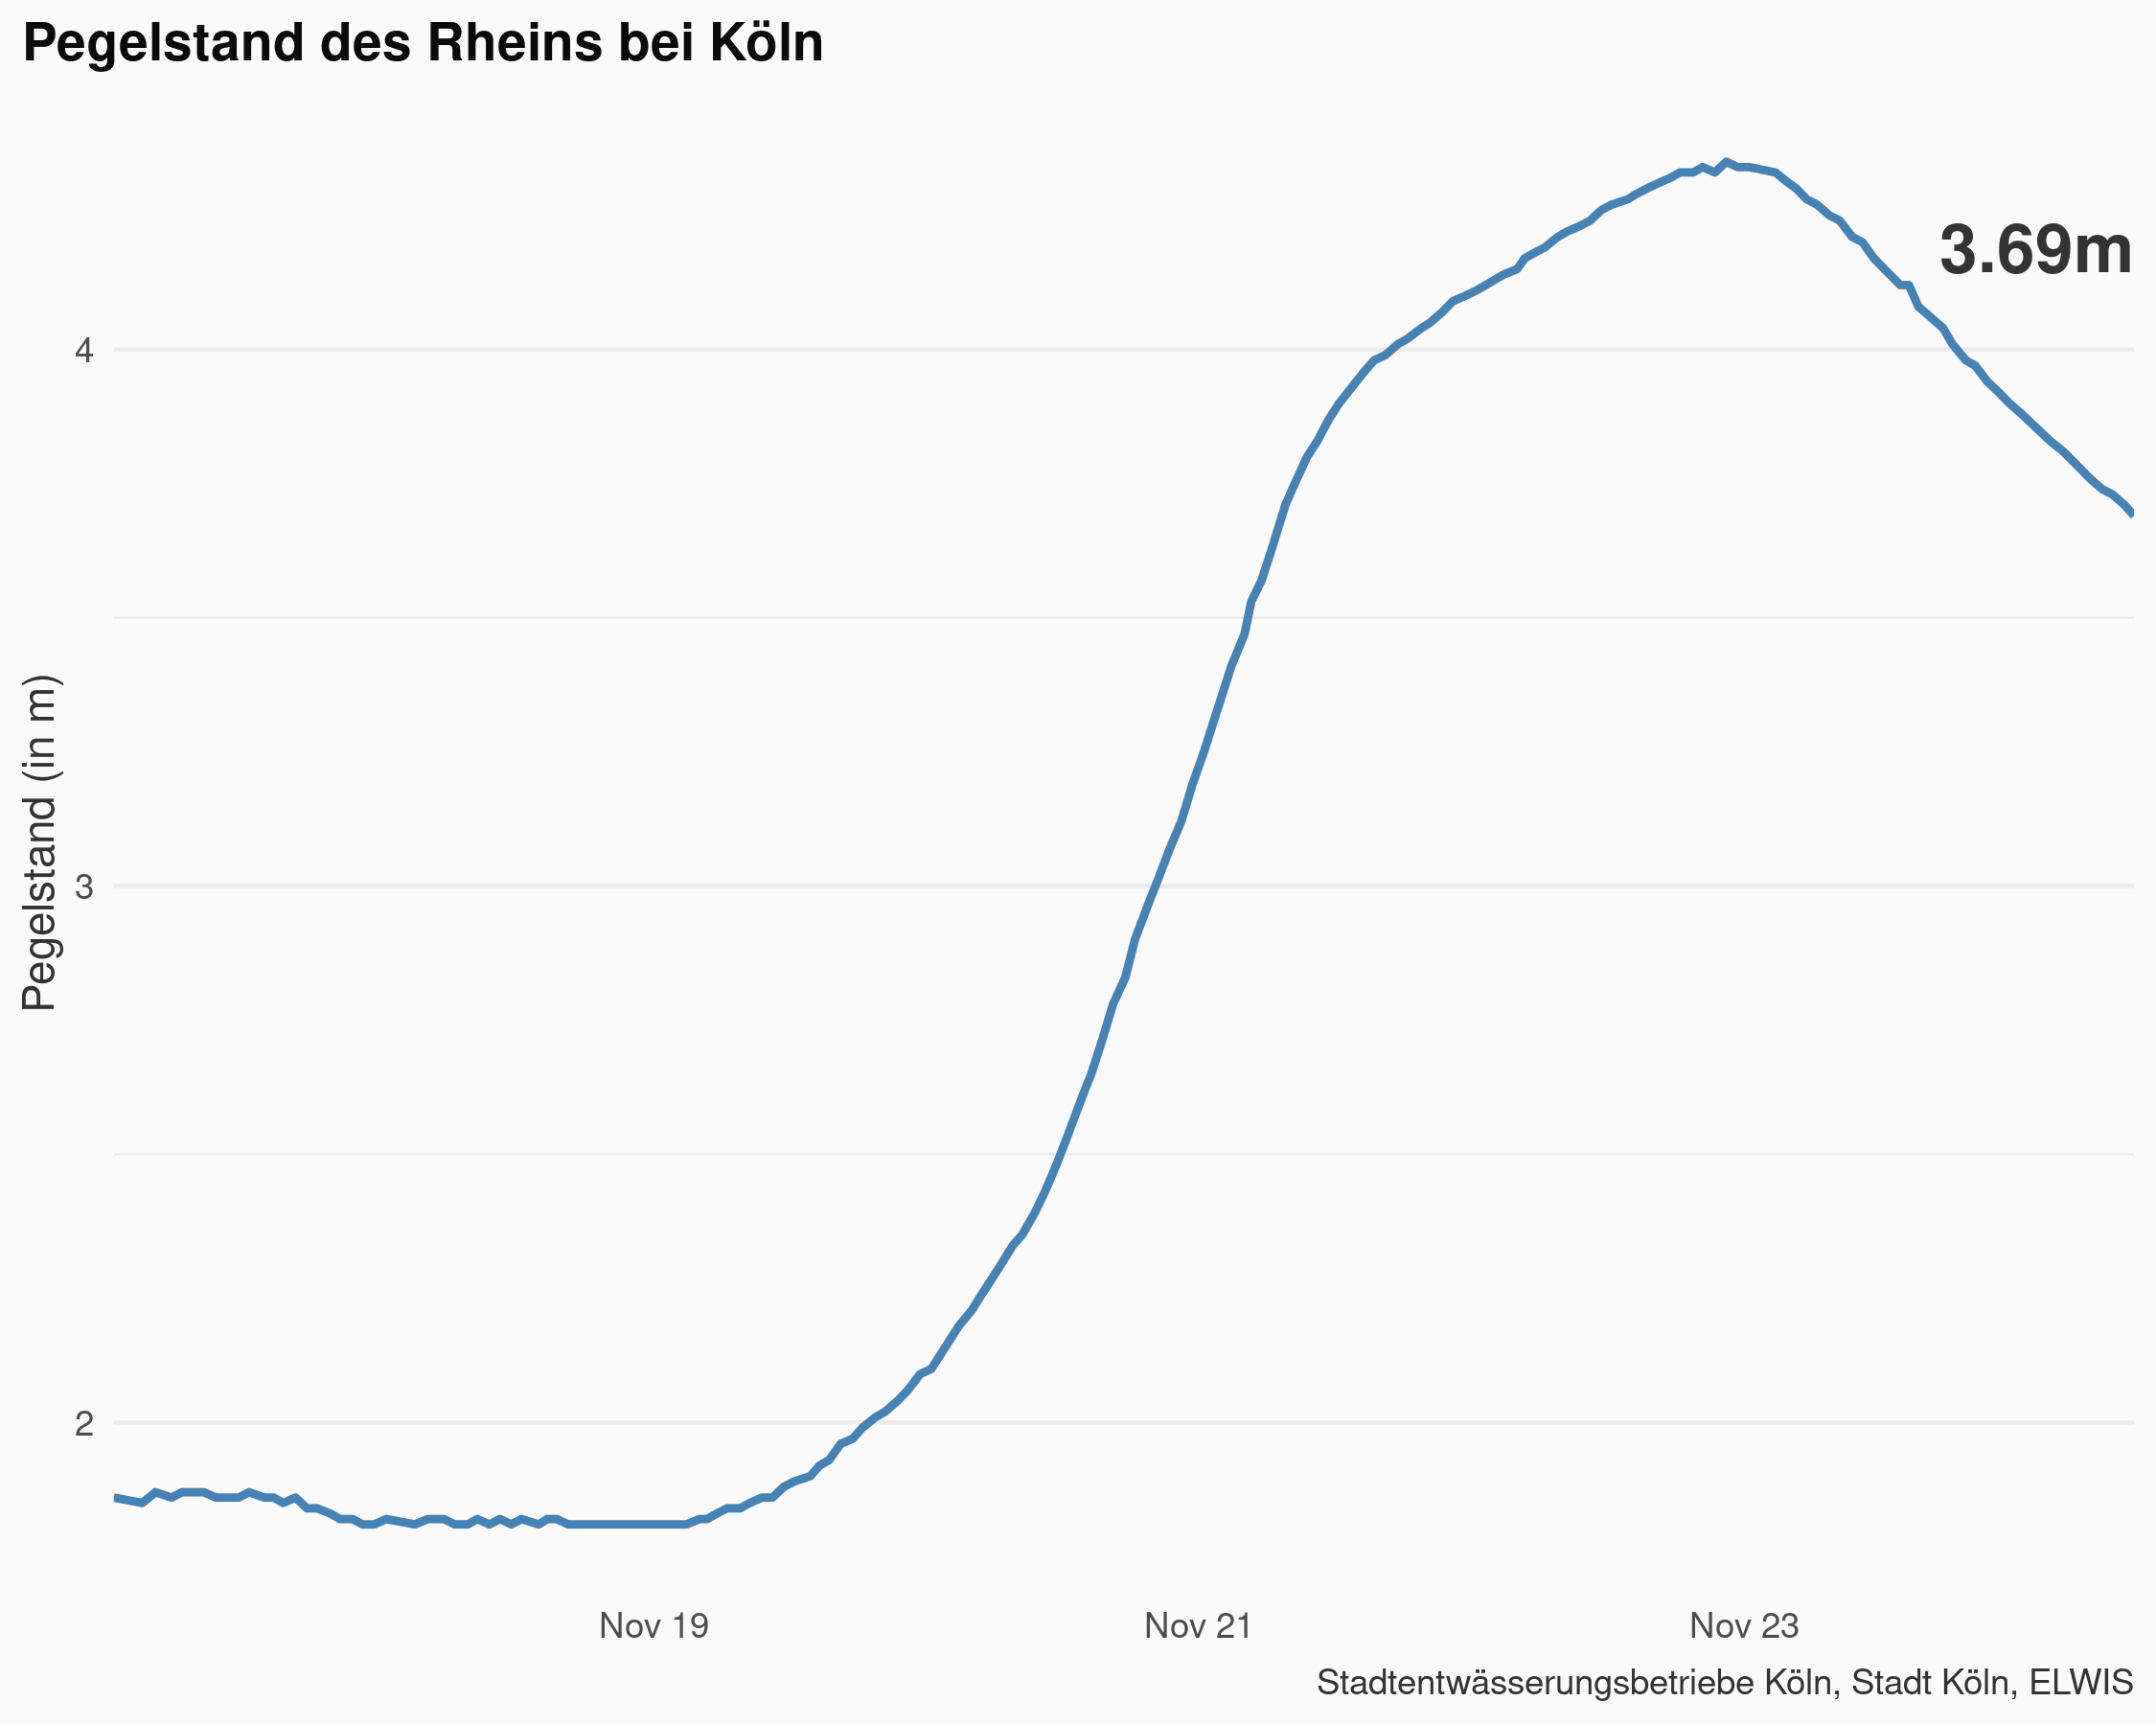 Pegelstand des Rheins bei Köln
3.69m
Pegelstand (in m)
4
3
2
Nov 19
Nov 21
Nov 23
Stadtentwässerungsbetriebe Köln, Stadt Köln, ELWIS